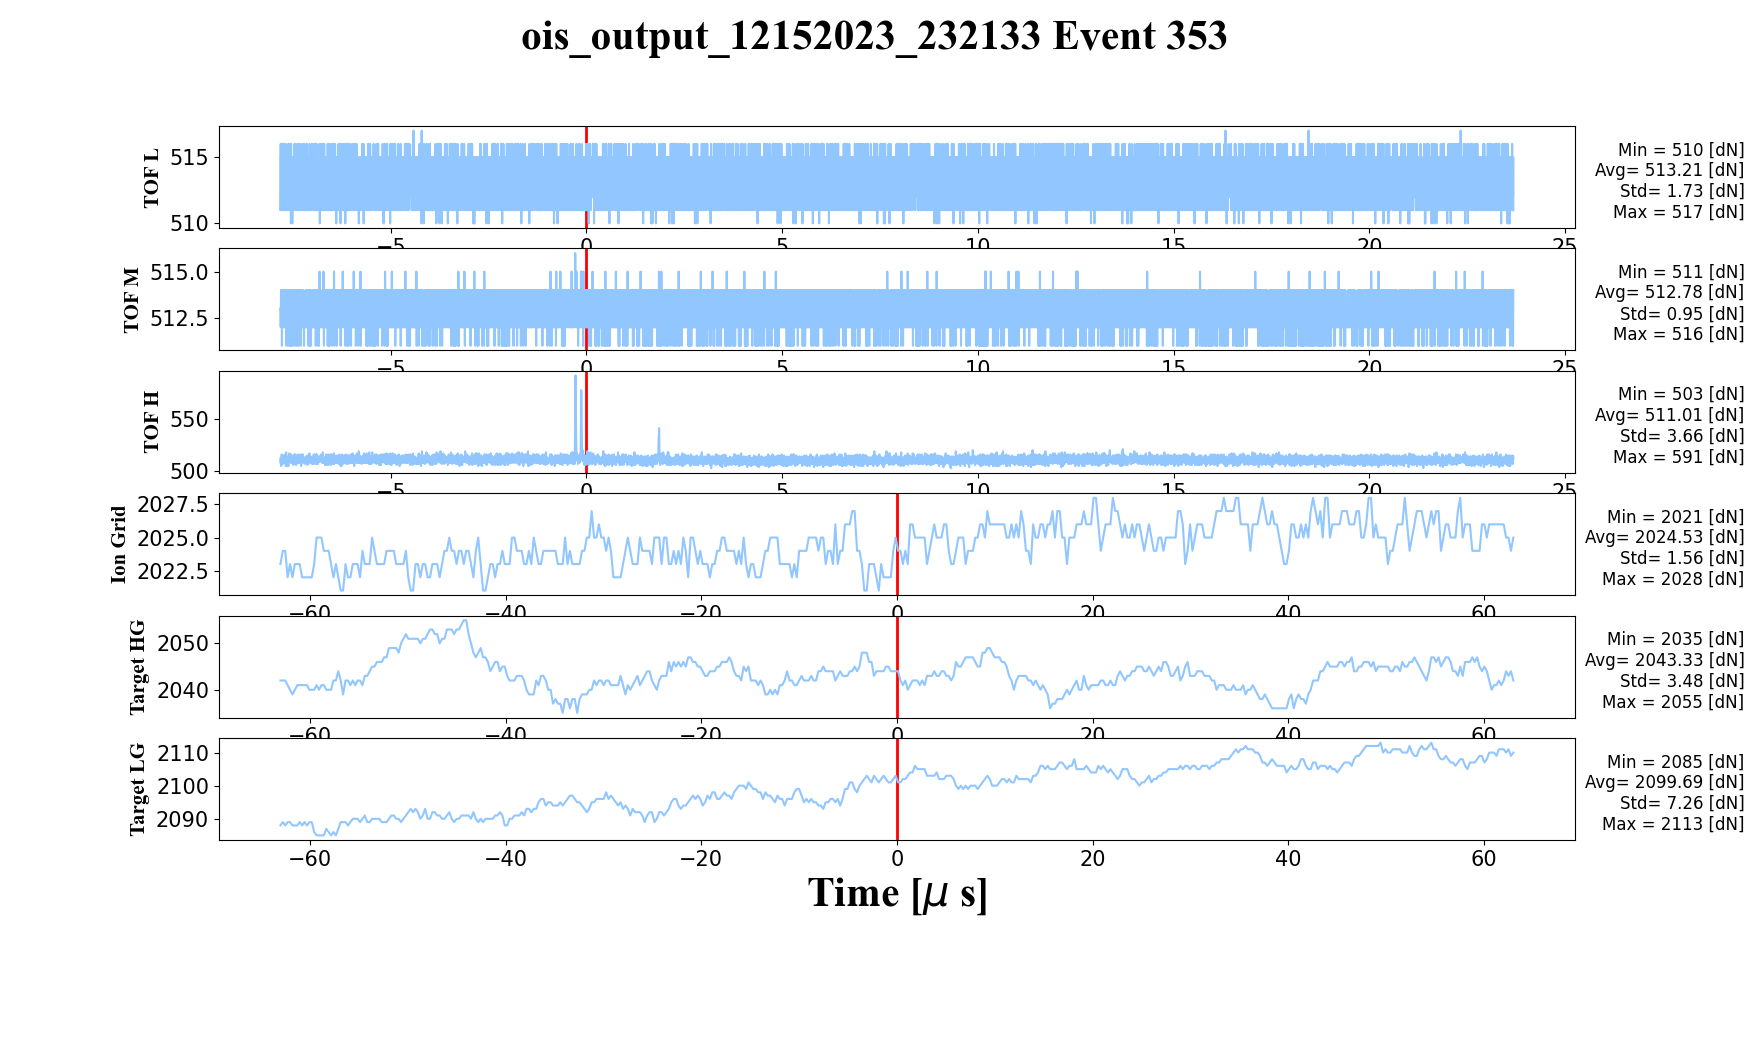 ois_output_12152023_232133 Event 353
TOF L
515
510
−5
0
5
10
15
20
25
Min = 510 [dN]
Avg= 513.21 [dN]
Std= 1.73 [dN]
Max = 517 [dN]
TOF M
515.0
512.5
−5
0
5
10
15
20
25
Min = 511 [dN]
Avg= 512.78 [dN]
Std= 0.95 [dN]
Max = 516 [dN]
TOF H
550
500
−5
0
5
10
15
20
25
Min = 503 [dN]
Avg= 511.01 [dN]
Std= 3.66 [dN]
Max = 591 [dN]
Ion Grid
2027.5
2025.0
2022.5
−60
−40
−20
0
20
40
60
Min = 2021 [dN]
Avg= 2024.53 [dN]
Std= 1.56 [dN]
Max = 2028 [dN]
Target HG
2050
2040
−60
−40
−20
0
20
40
60
Min = 2035 [dN]
Avg= 2043.33 [dN]
Std= 3.48 [dN]
Max = 2055 [dN]
Target LG
2110
2100
2090
−60
−40
−20
0
20
40
60
Min = 2085 [dN]
Avg= 2099.69 [dN]
Std= 7.26 [dN]
Max = 2113 [dN]
Time [μ s]